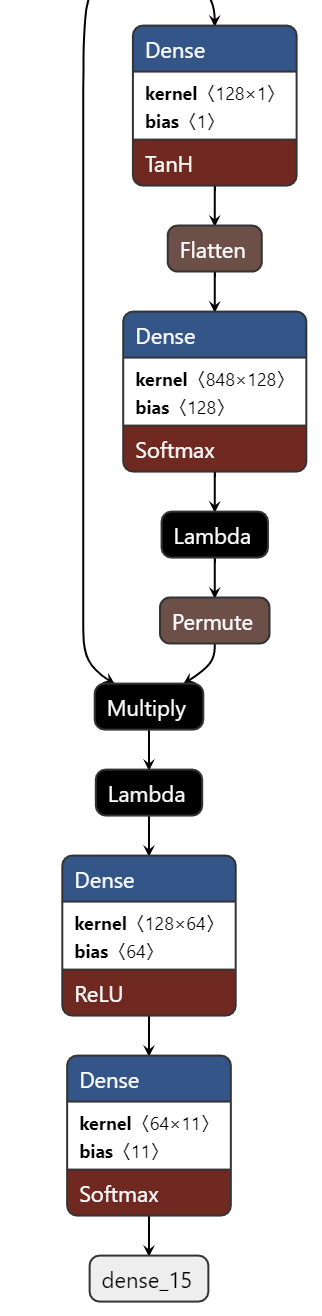 Dense
kernel〈128×1〉
bias〈1〉
TanH
Flatten
Dense
kernel〈848×128〉
bias〈128〉
Softmax
Lambda
Permute
Multiply
Lambda
Dense
kernel〈128×64〉
bias〈64〉
ReLU
Dense
kernel〈64×11〉
bias〈11〉
Softmax
dense_15